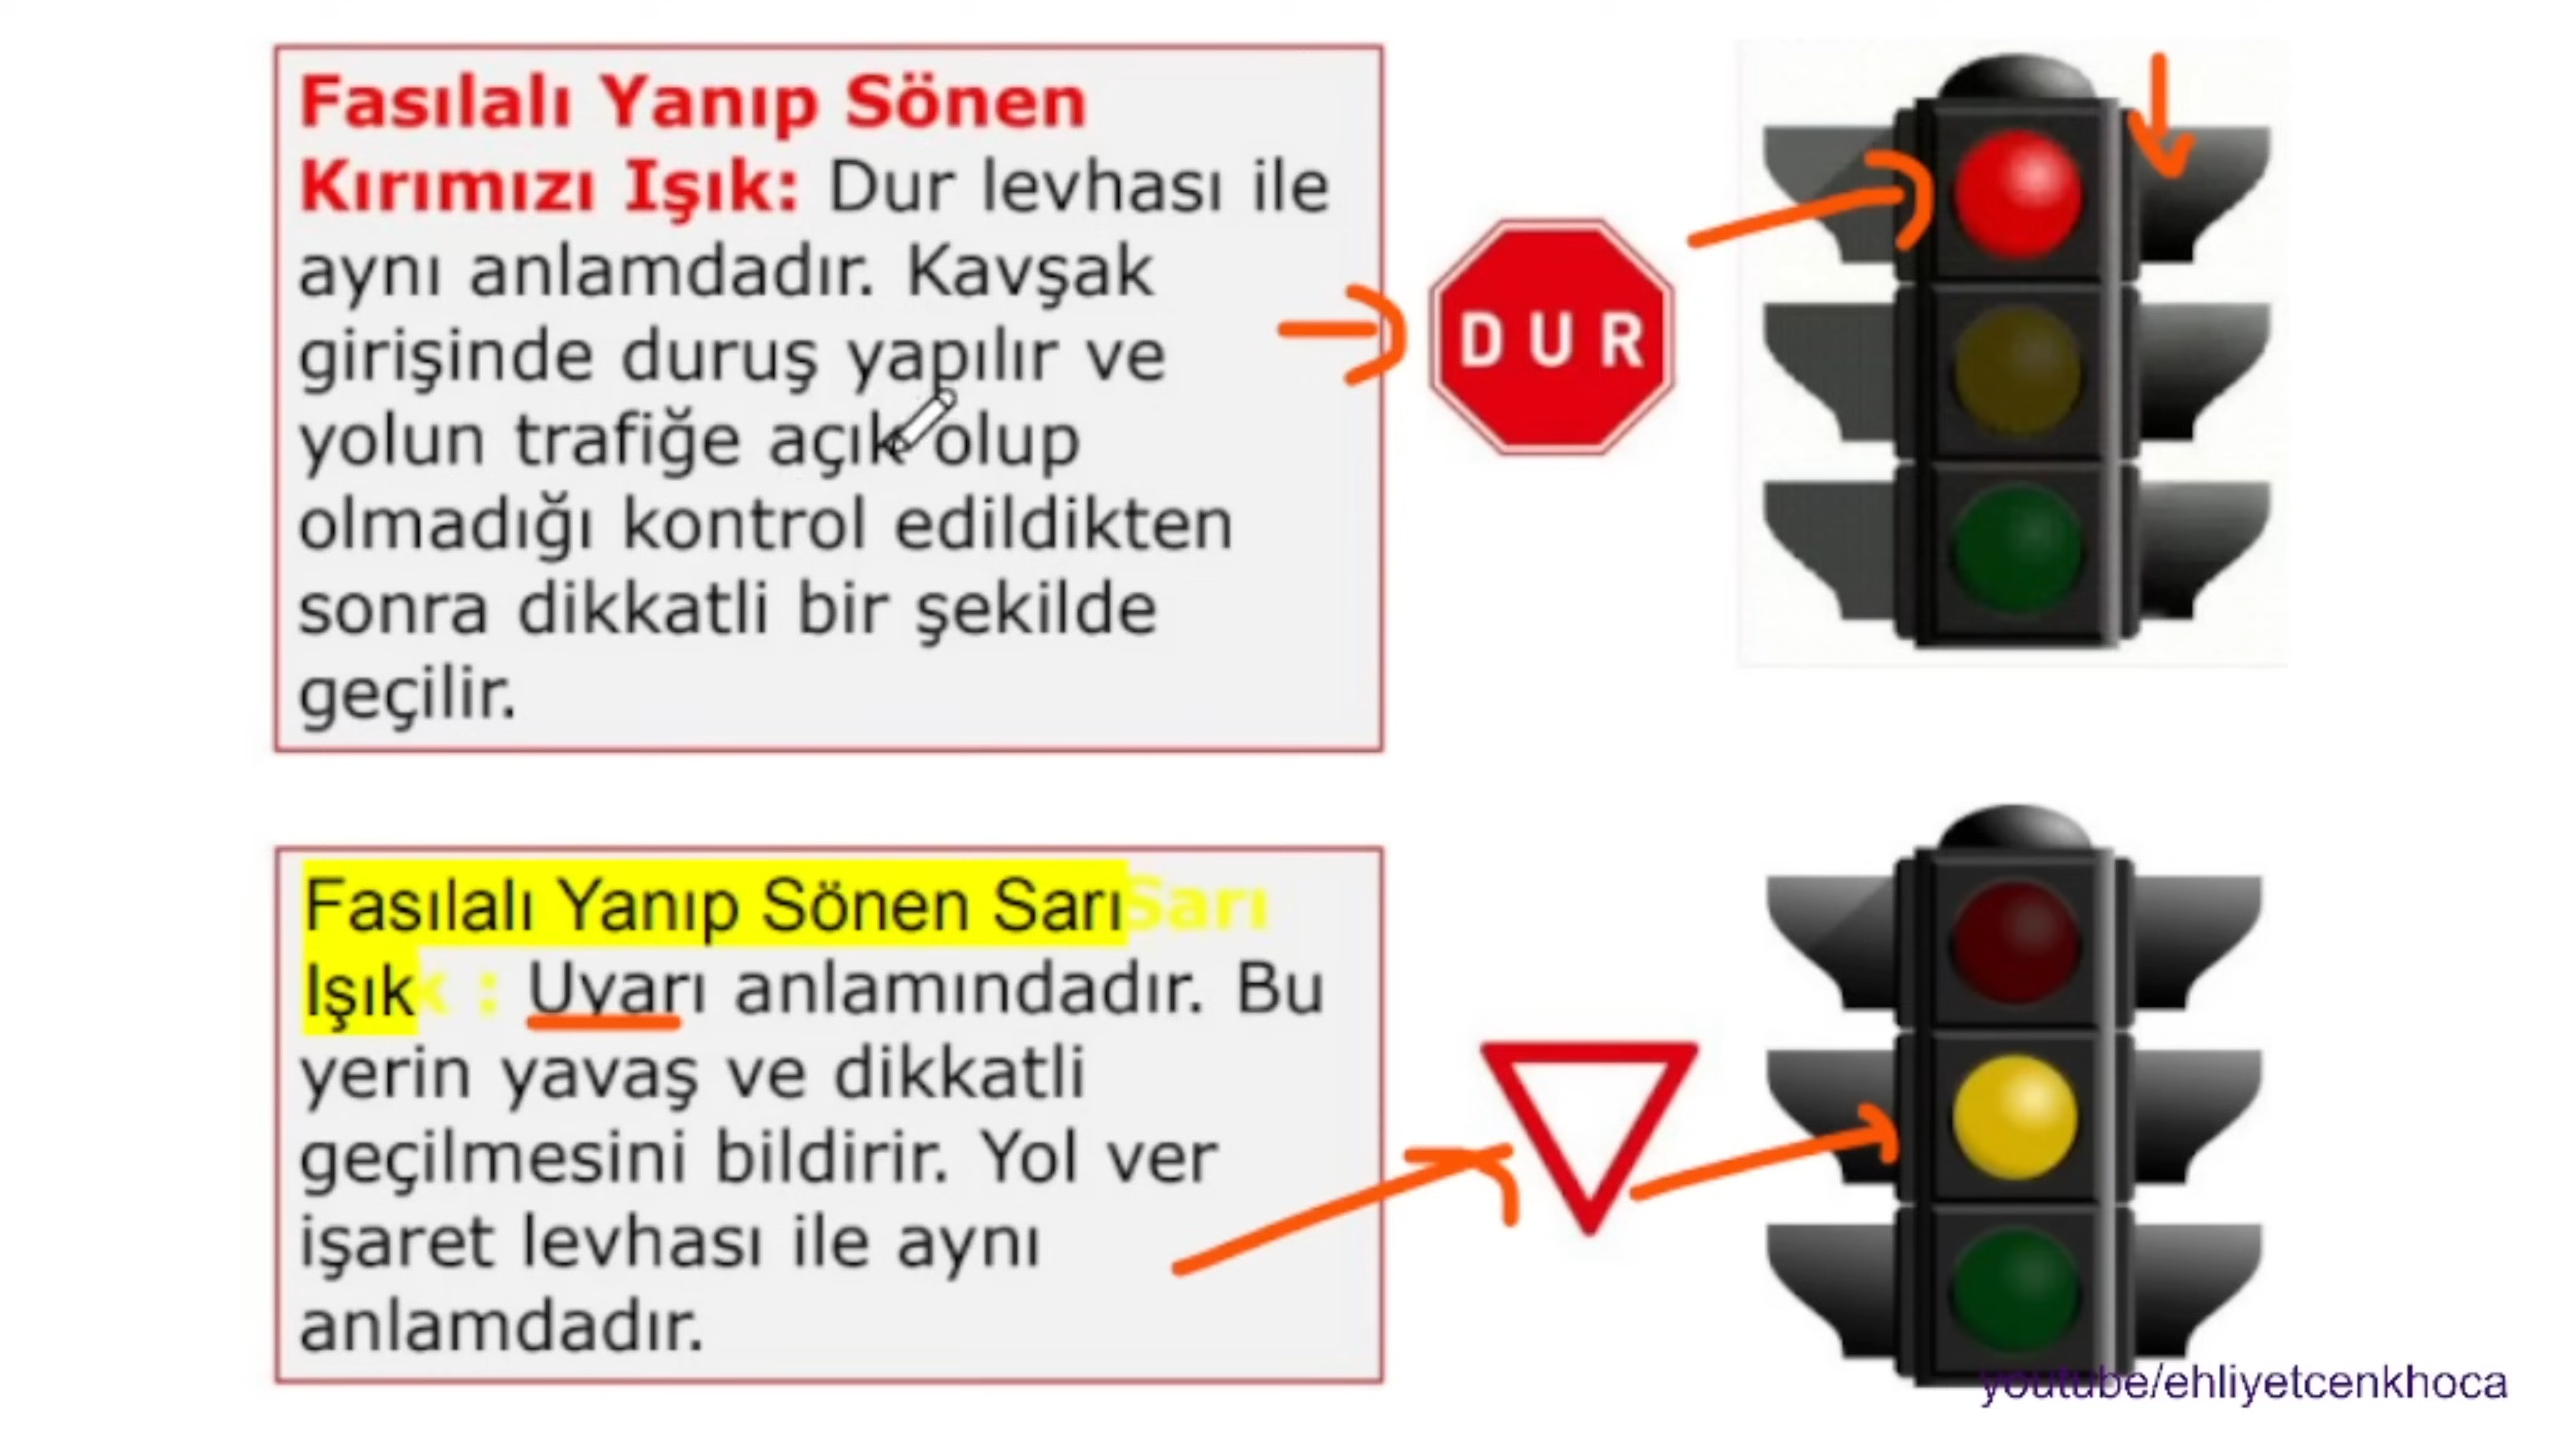 Fasılalı Yanıp Sönen
Kırımızı Işık: Dur levhası ile
aynı anlamdadır. Kavşak
girişinde duruş yapılır ve
yolun trafiğe açık olup
olmadığı kontrol edildikten
sonra dikkatli bir şekilde
geçilir.
DUR
Fasılalı Yanıp Sönen Sarı Sarı
Işık k : Uyarı anlamındadır. Bu
yerin yavaş ve dikkatli
geçilmesini bildirir. Yol ver
işaret levhası ile aynı
anlamdadır.
youtube/ehliyetcenkhoca